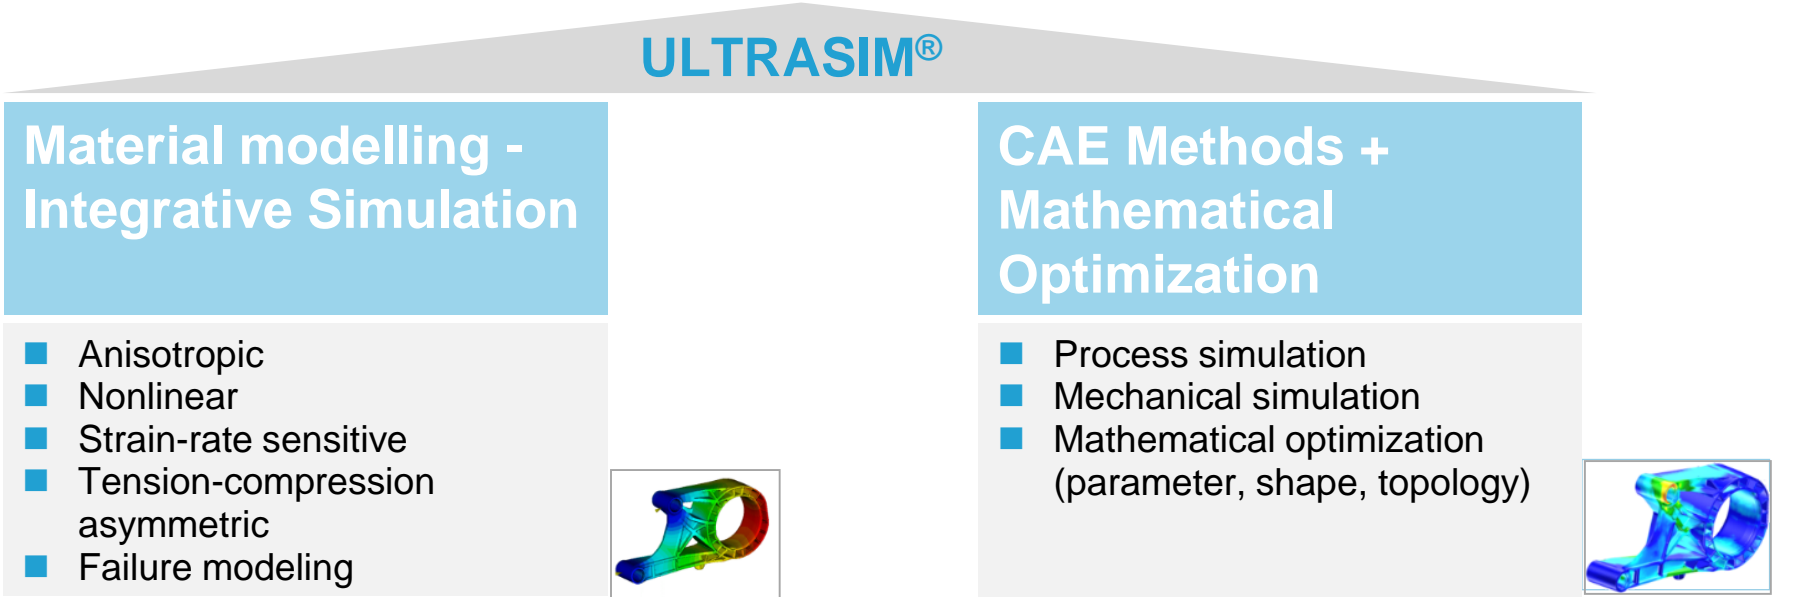 ULTRASIM®
Material modelling -
Integrative Simulation
Anisotropic
Nonlinear
Strain-rate sensitive
Tension-compression
asymmetric
Failure modeling
CAE Methods +
Mathematical
Optimization
Process simulation
Mechanical simulation
Mathematical optimization
(parameter, shape, topology)